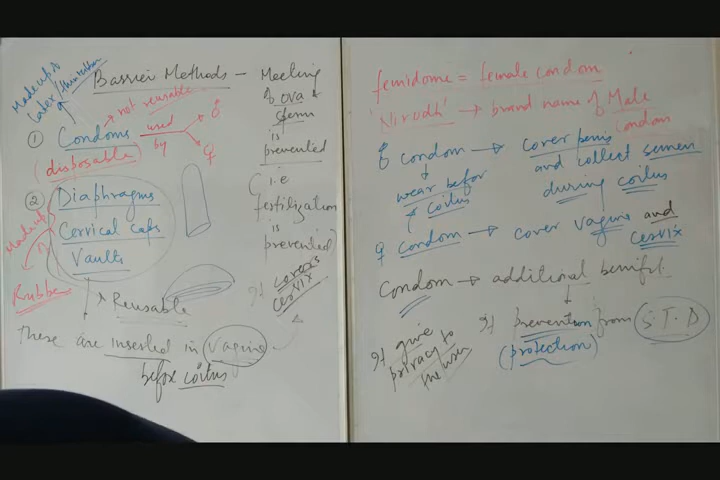 Barrier Methods - Meeting
of ova &
sperm
is
prevented
(i.e
fertilization
is
prevented)
It covers
cervix
made up of
Latex/thin rubber
① Condoms → not reusable
(disposable)
used by ♂
♀
② Diaphragms
Cervical caps
Vaults
made up of
Rubber
Reusable
These are inserted in Vagina
before coitus
femidome = female condom
'Nirodh' → brand name of Male
Condom
♂ condom → cover penis
and collect semen
during coitus
wear before
coitus
♀ Condom → cover vagina and
cervix
Condom → additional benifit
It prevention from S.T.D
(protection)
It give
privacy to
the user